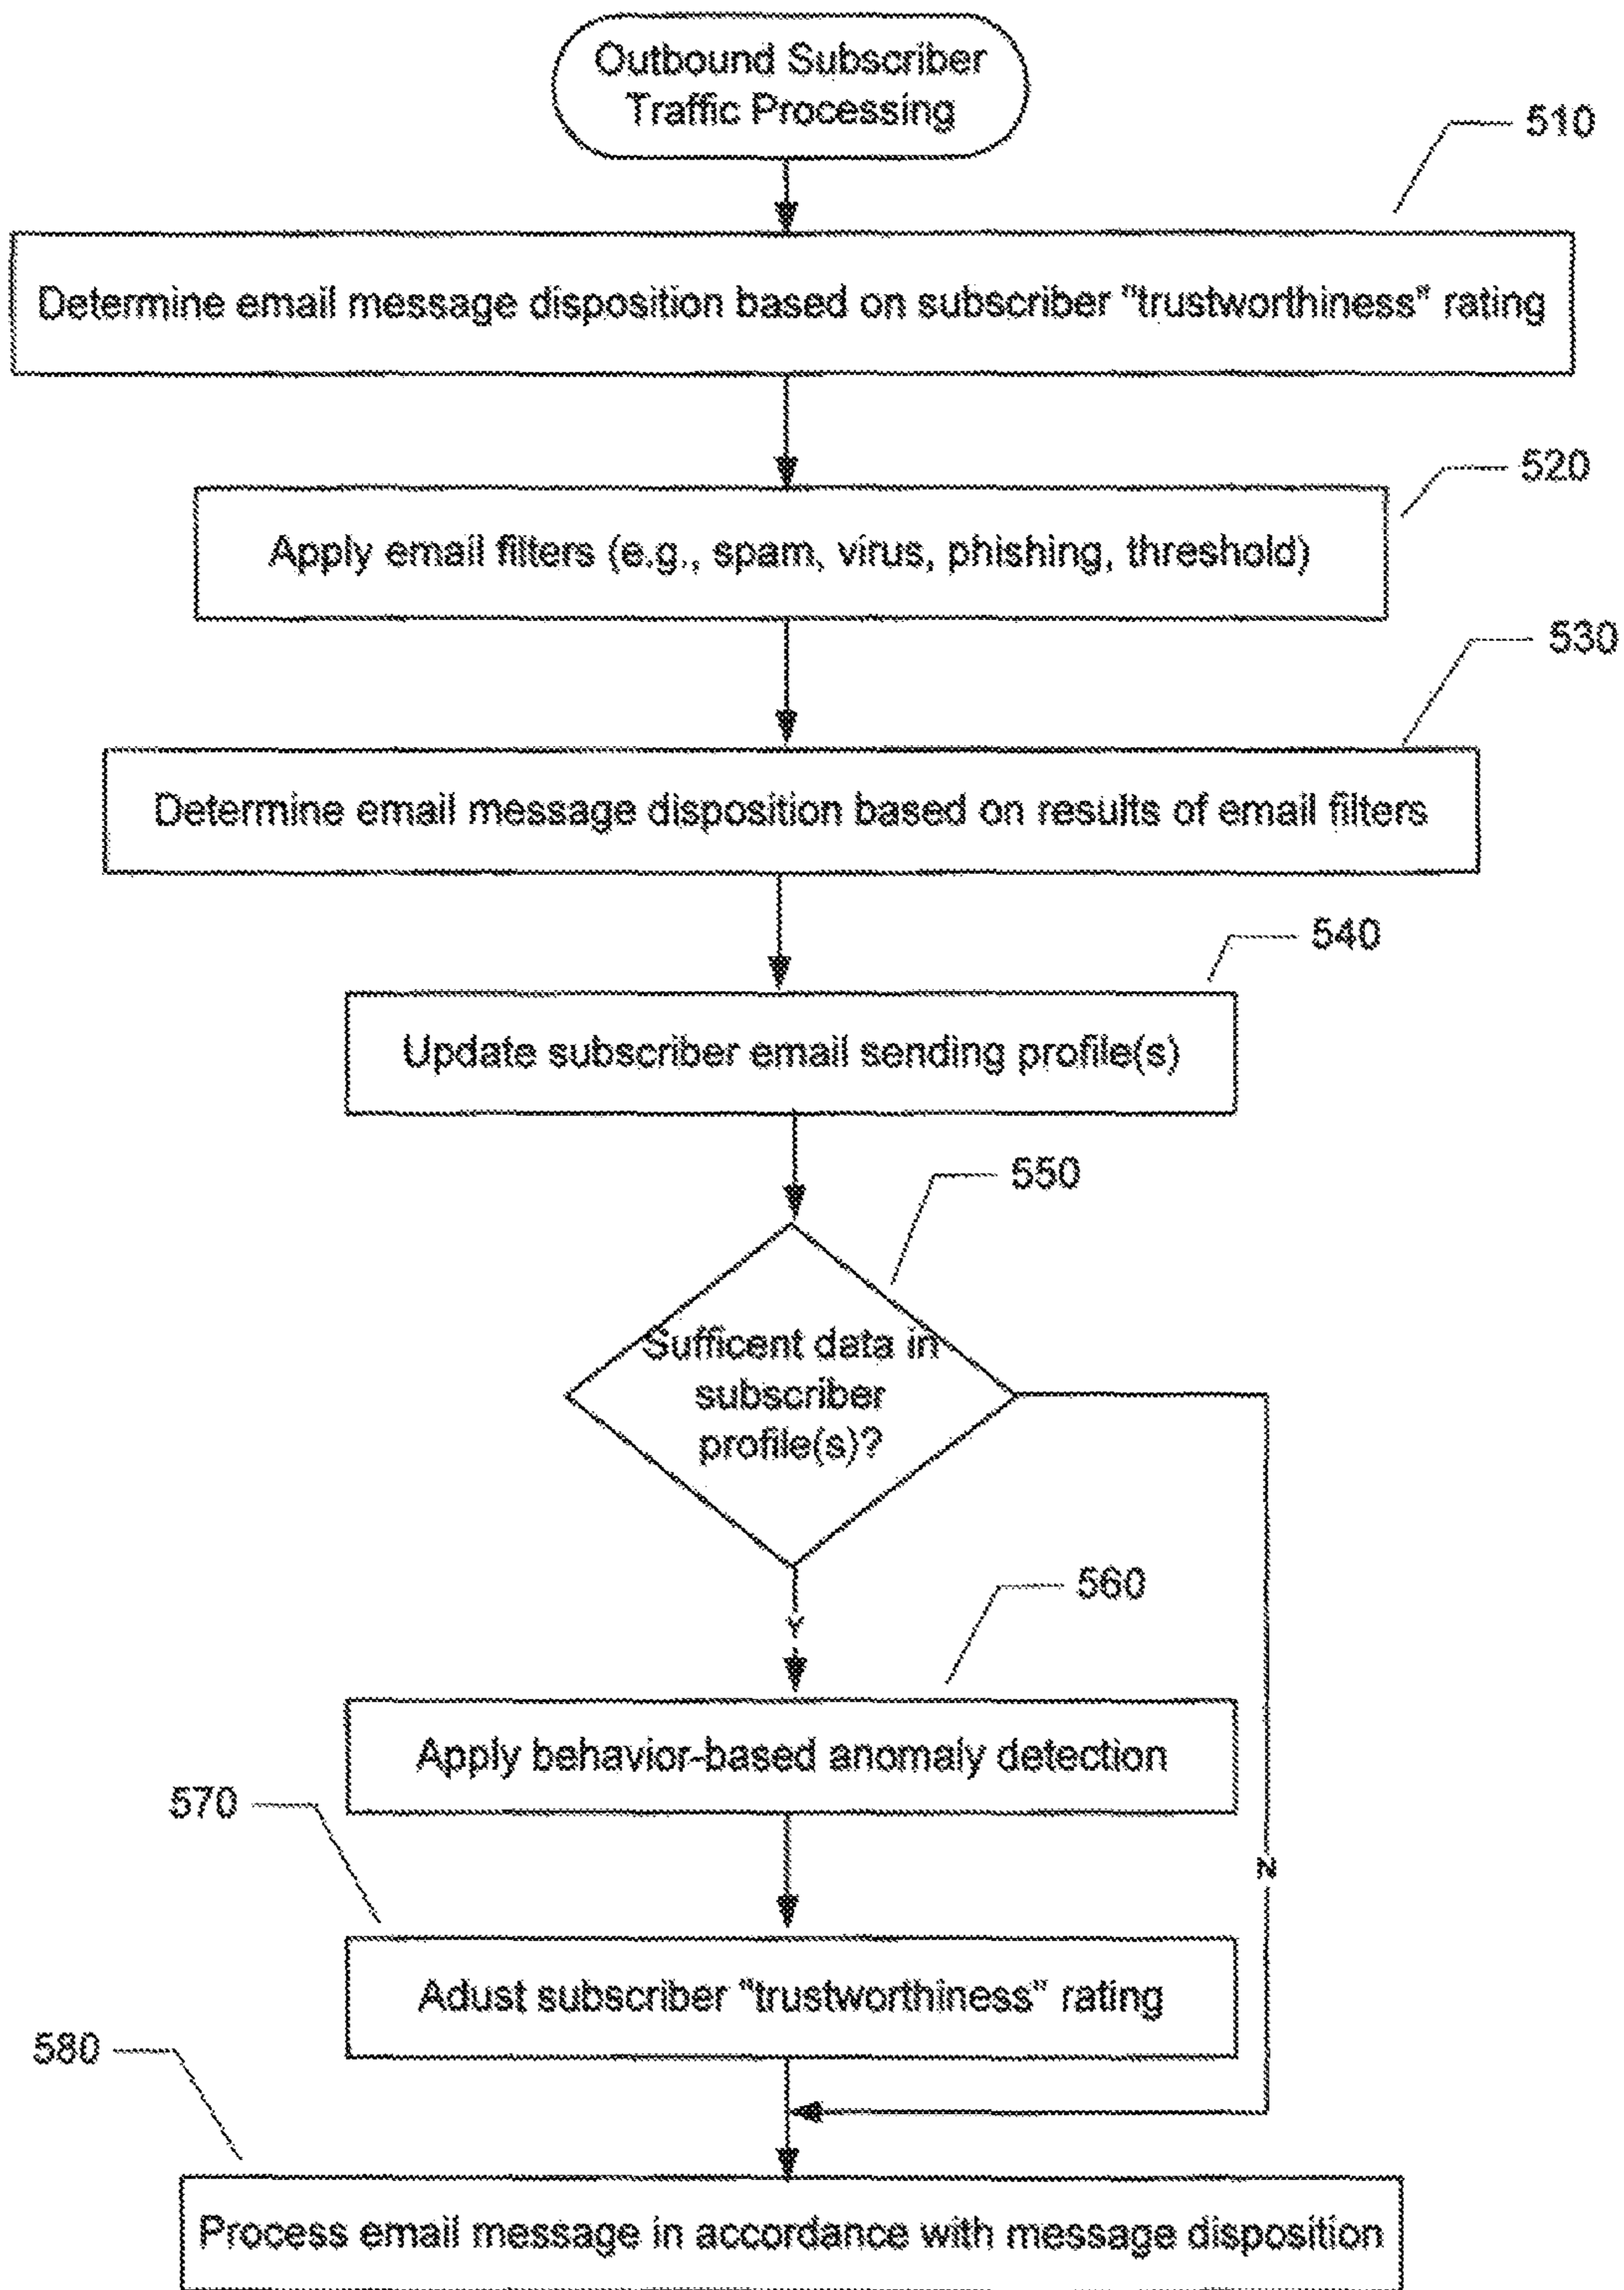 Outbound Subscriber
Traffic Processing
510
Determine email message disposition based on subscriber "trustworthiness" rating
520
Apply email filters (e.g., spam, virus, phishing, threshold)
530
Determine email message disposition based on results of email filters
540
Update subscriber email sending profile(s)
550
Sufficent data in
subscriber
profile(s)?
Y
560
Apply behavior-based anomaly detection
570
N
Adust subscriber "trustworthiness" rating
580
Process email message in accordance with message disposition